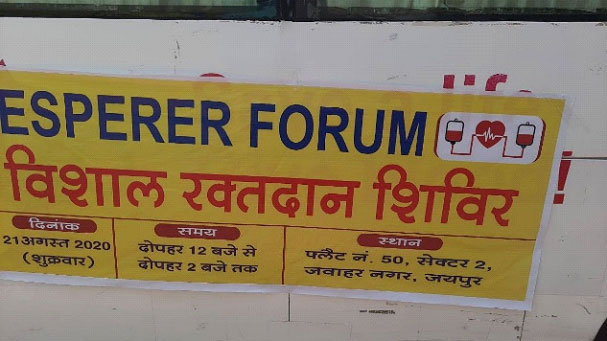 life
ESPERER FORUM
विशाल रक्तदान शिविर
दिनांक
21अगस्त 2020
(शुक्रवार)
समय
दोपहर 12 बजे से
दोपहर 2 बजे तक
स्थान
फ्लैट नं. 50, सेक्टर 2,
जवाहर नगर, जयपुर
!